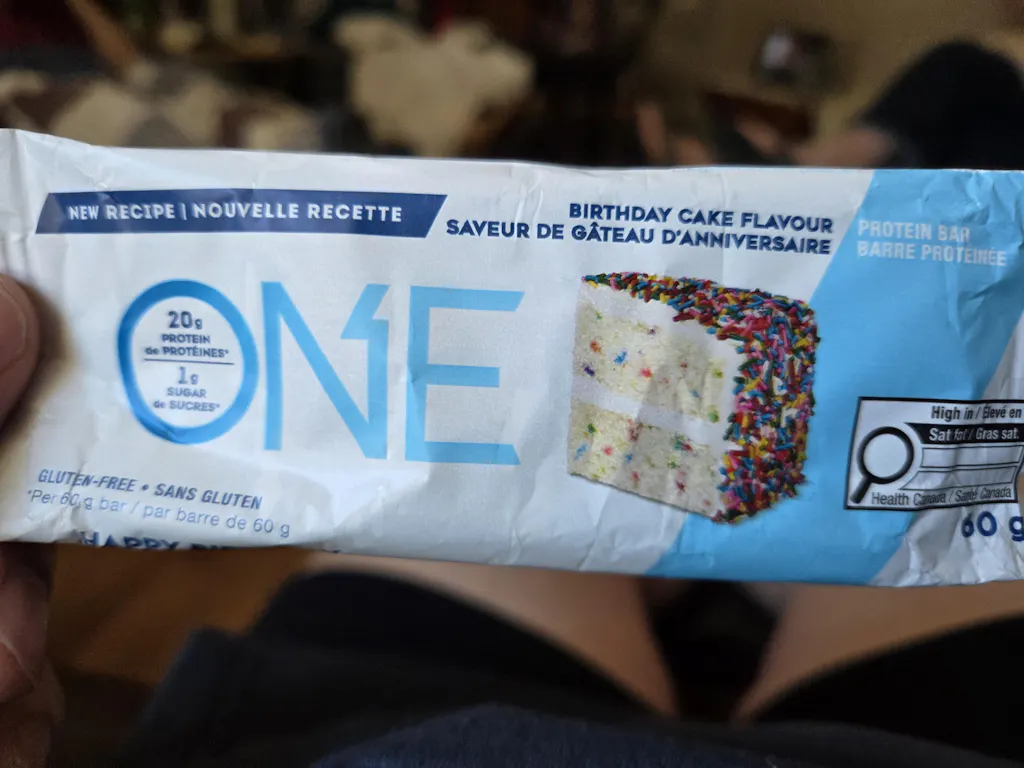 NEW RECIPE | NOUVELLE RECETTE
BIRTHDAY CAKE FLAVOUR
SAVEUR DE GÂTEAU D'ANNIVERSAIRE
PROTEIN BAR
BARRE PROTÉINÉE
ONE
20g
PROTEIN
de PROTÉINES*
1g
SUGAR
de SUCRES*
High in / Élevé en
Sat fat / Gras sat.
Health Canada / Santé Canada
60 g
GLUTEN-FREE • SANS GLUTEN
*Per 60 g bar / par barre de 60 g
HAPPY